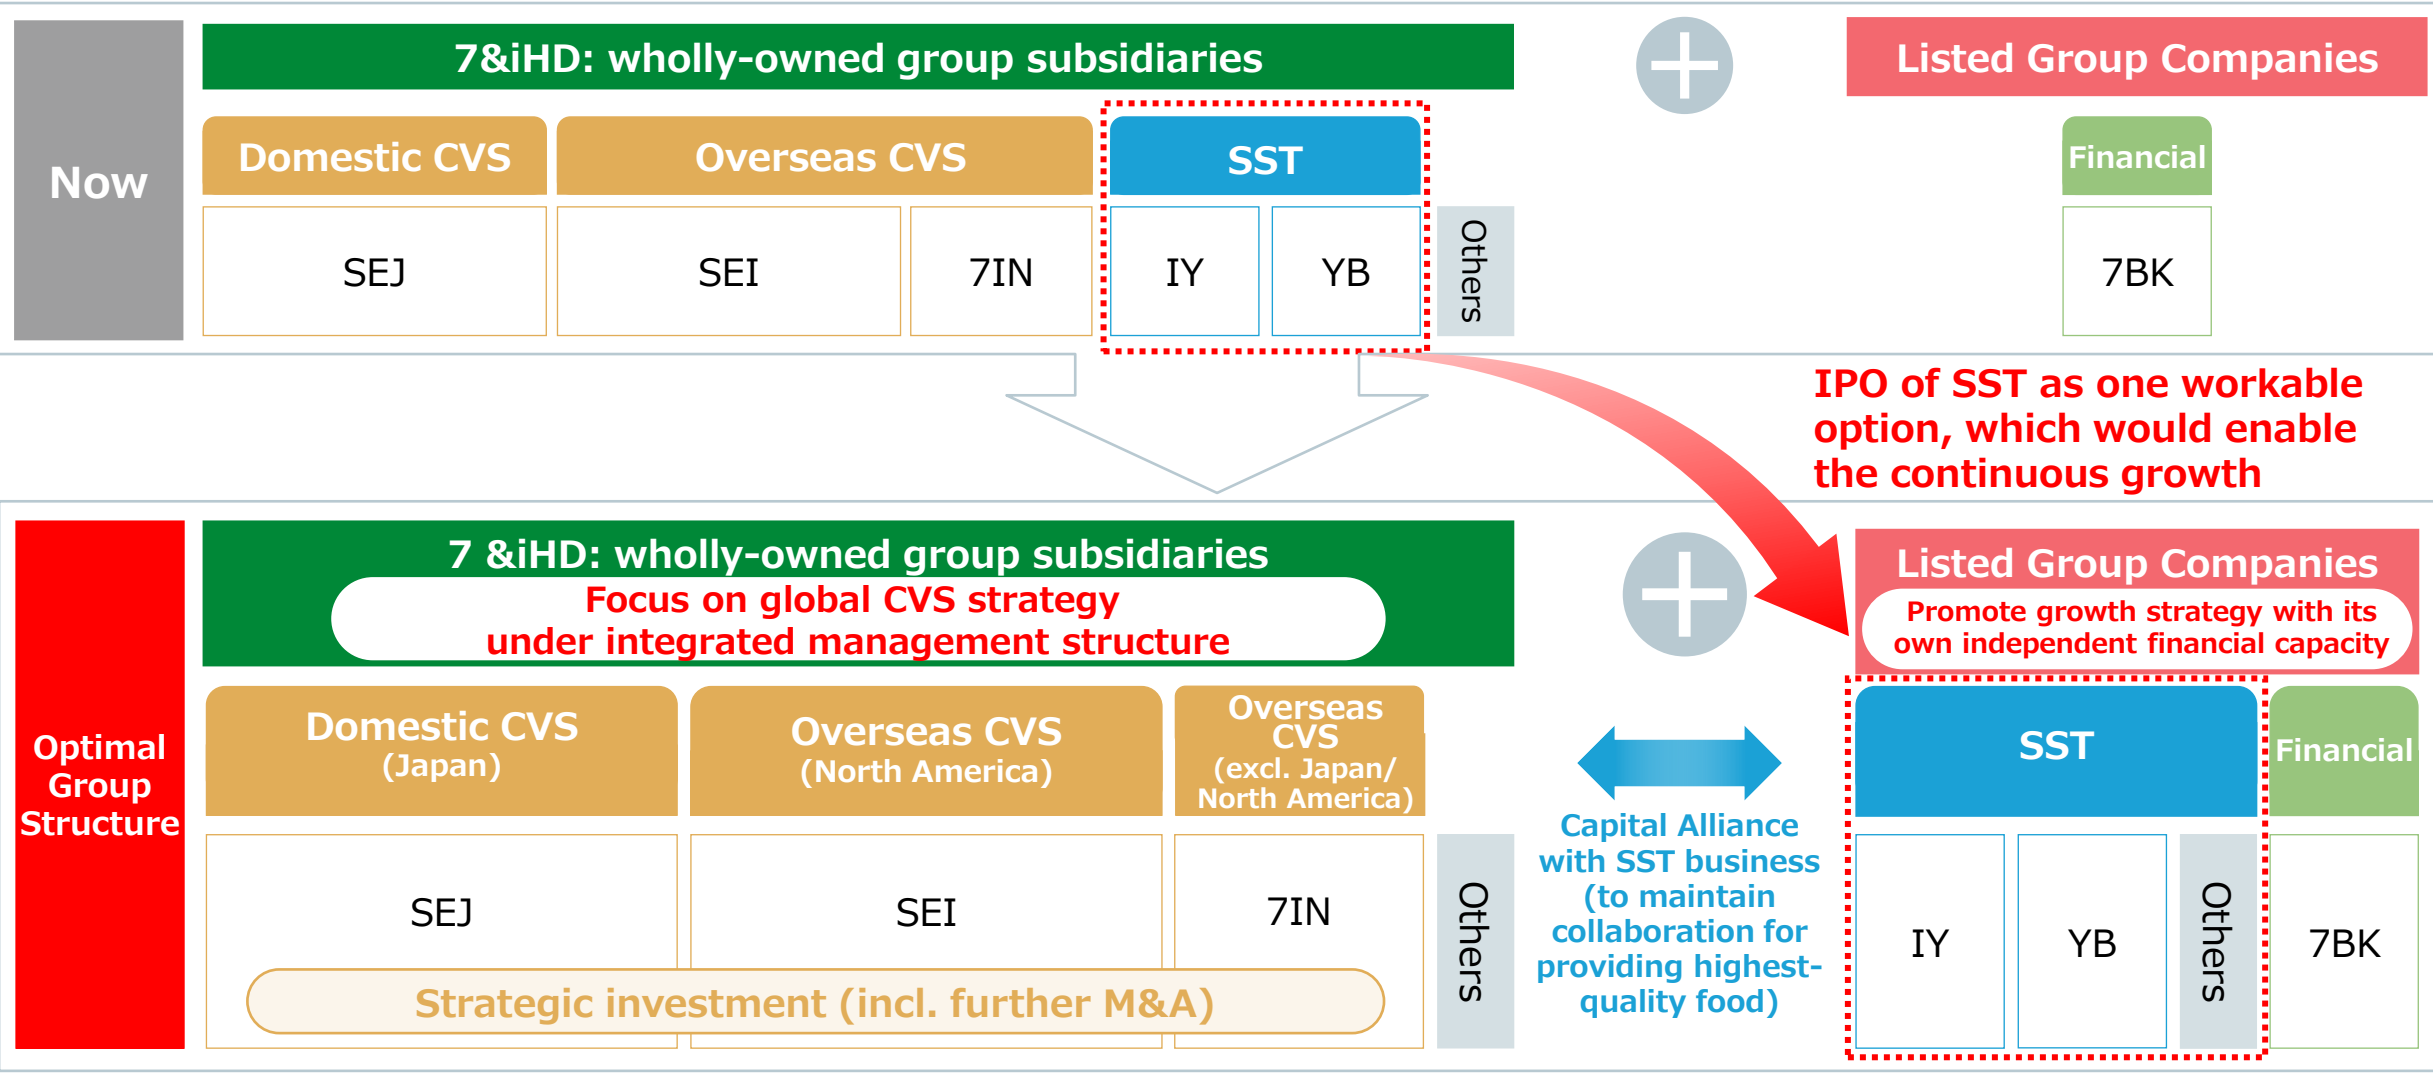 7&iHD: wholly-owned group subsidiaries
Listed Group Companies
Now
Domestic CVS
Overseas CVS
SST
Financial
SEJ
SEI
7IN
IY
YB
Others
7BK
IPO of SST as one workable
option, which would enable
the continuous growth
Optimal
Group
Structure
7 &iHD: wholly-owned group subsidiaries
Focus on global CVS strategy
under integrated management structure
Listed Group Companies
Promote growth strategy with its
own independent financial capacity
Domestic CVS
(Japan)
Overseas CVS
(North America)
Overseas
CVS
(excl. Japan/
North America)
SST
Financial
SEJ
SEI
7IN
Others
Strategic investment (incl. further M&A)
Capital Alliance
with SST business
(to maintain
collaboration for
providing highest-
quality food)
IY
YB
Others
7BK